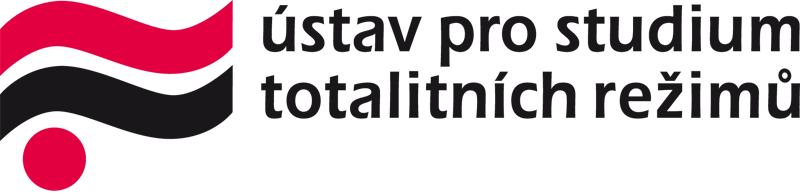 ústav pro studium
totalitních režimů